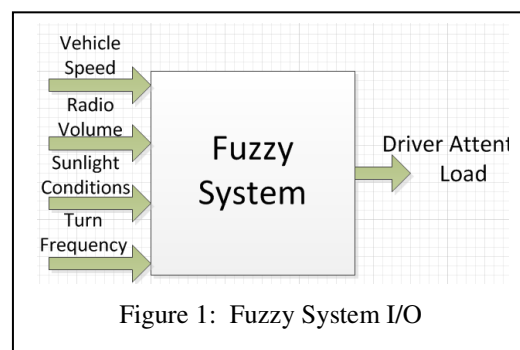 Vehicle
Speed
Radio
Volume
Sunlight
Conditions
Turn
Frequency
Fuzzy
System
Driver Attent
Load
Figure 1: Fuzzy System I/O